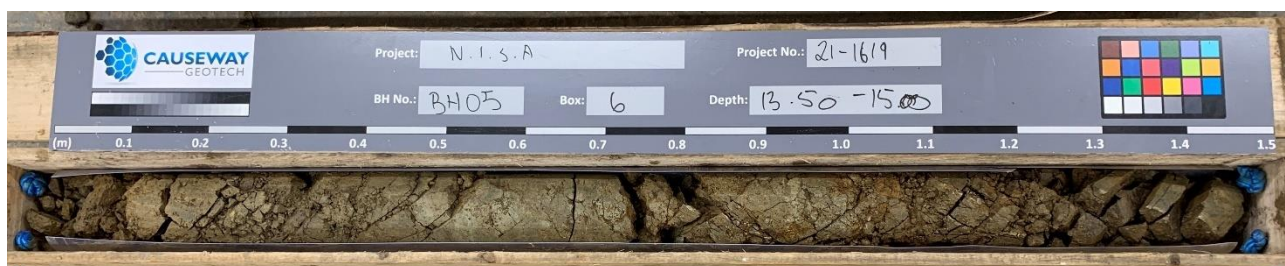 CAUSEWAY
GEOTECH
Project: N.I.S.A
Project No.: 21-1619
BH No.: BH05
Box: 6
Depth: 13.50 - 15.00
(m) 0.1 0.2 0.3 0.4 0.5 0.6 0.7 0.8 0.9 1.0 1.1 1.2 1.3 1.4 1.5